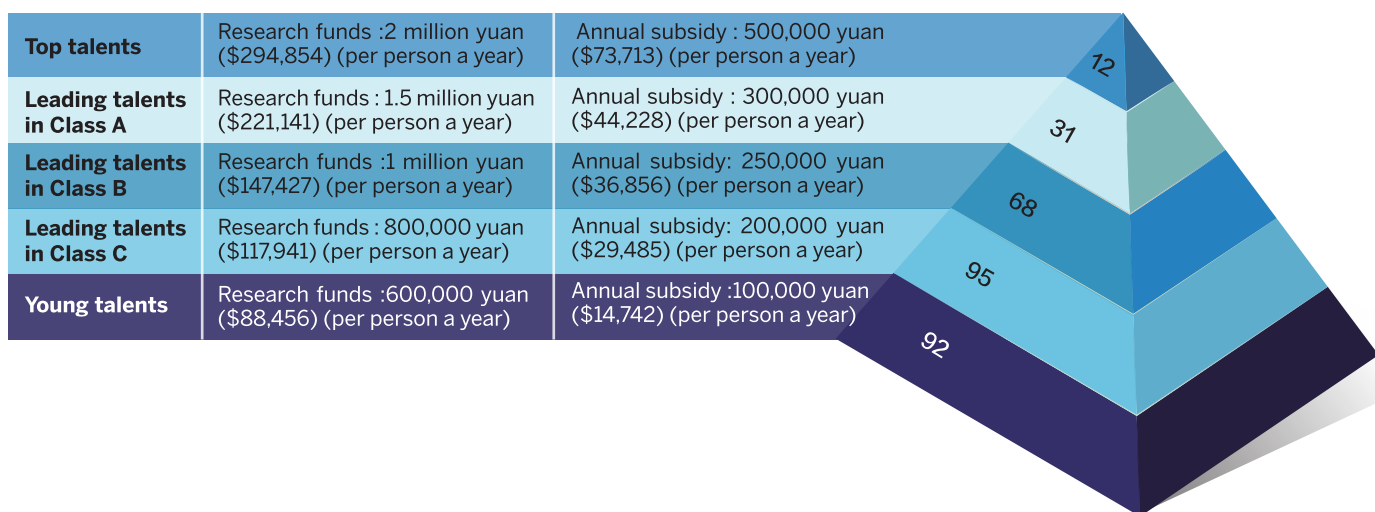 Top talents
Research funds :2 million yuan
($294,854) (per person a year)
Annual subsidy : 500,000 yuan
($73,713) (per person a year)
12
Leading talents
in Class A
Research funds : 1.5 million yuan
($221,141) (per person a year)
Annual subsidy : 300,000 yuan
($44,228) (per person a year)
31
Leading talents
in Class B
Research funds :1 million yuan
($147,427) (per person a year)
Annual subsidy: 250,000 yuan
($36,856) (per person a year)
68
Leading talents
in Class C
Research funds : 800,000 yuan
($117,941) (per person a year)
Annual subsidy: 200,000 yuan
($29,485) (per person a year)
95
Young talents
Research funds :600,000 yuan
($88,456) (per person a year)
Annual subsidy :100,000 yuan
($14,742) (per person a year)
92